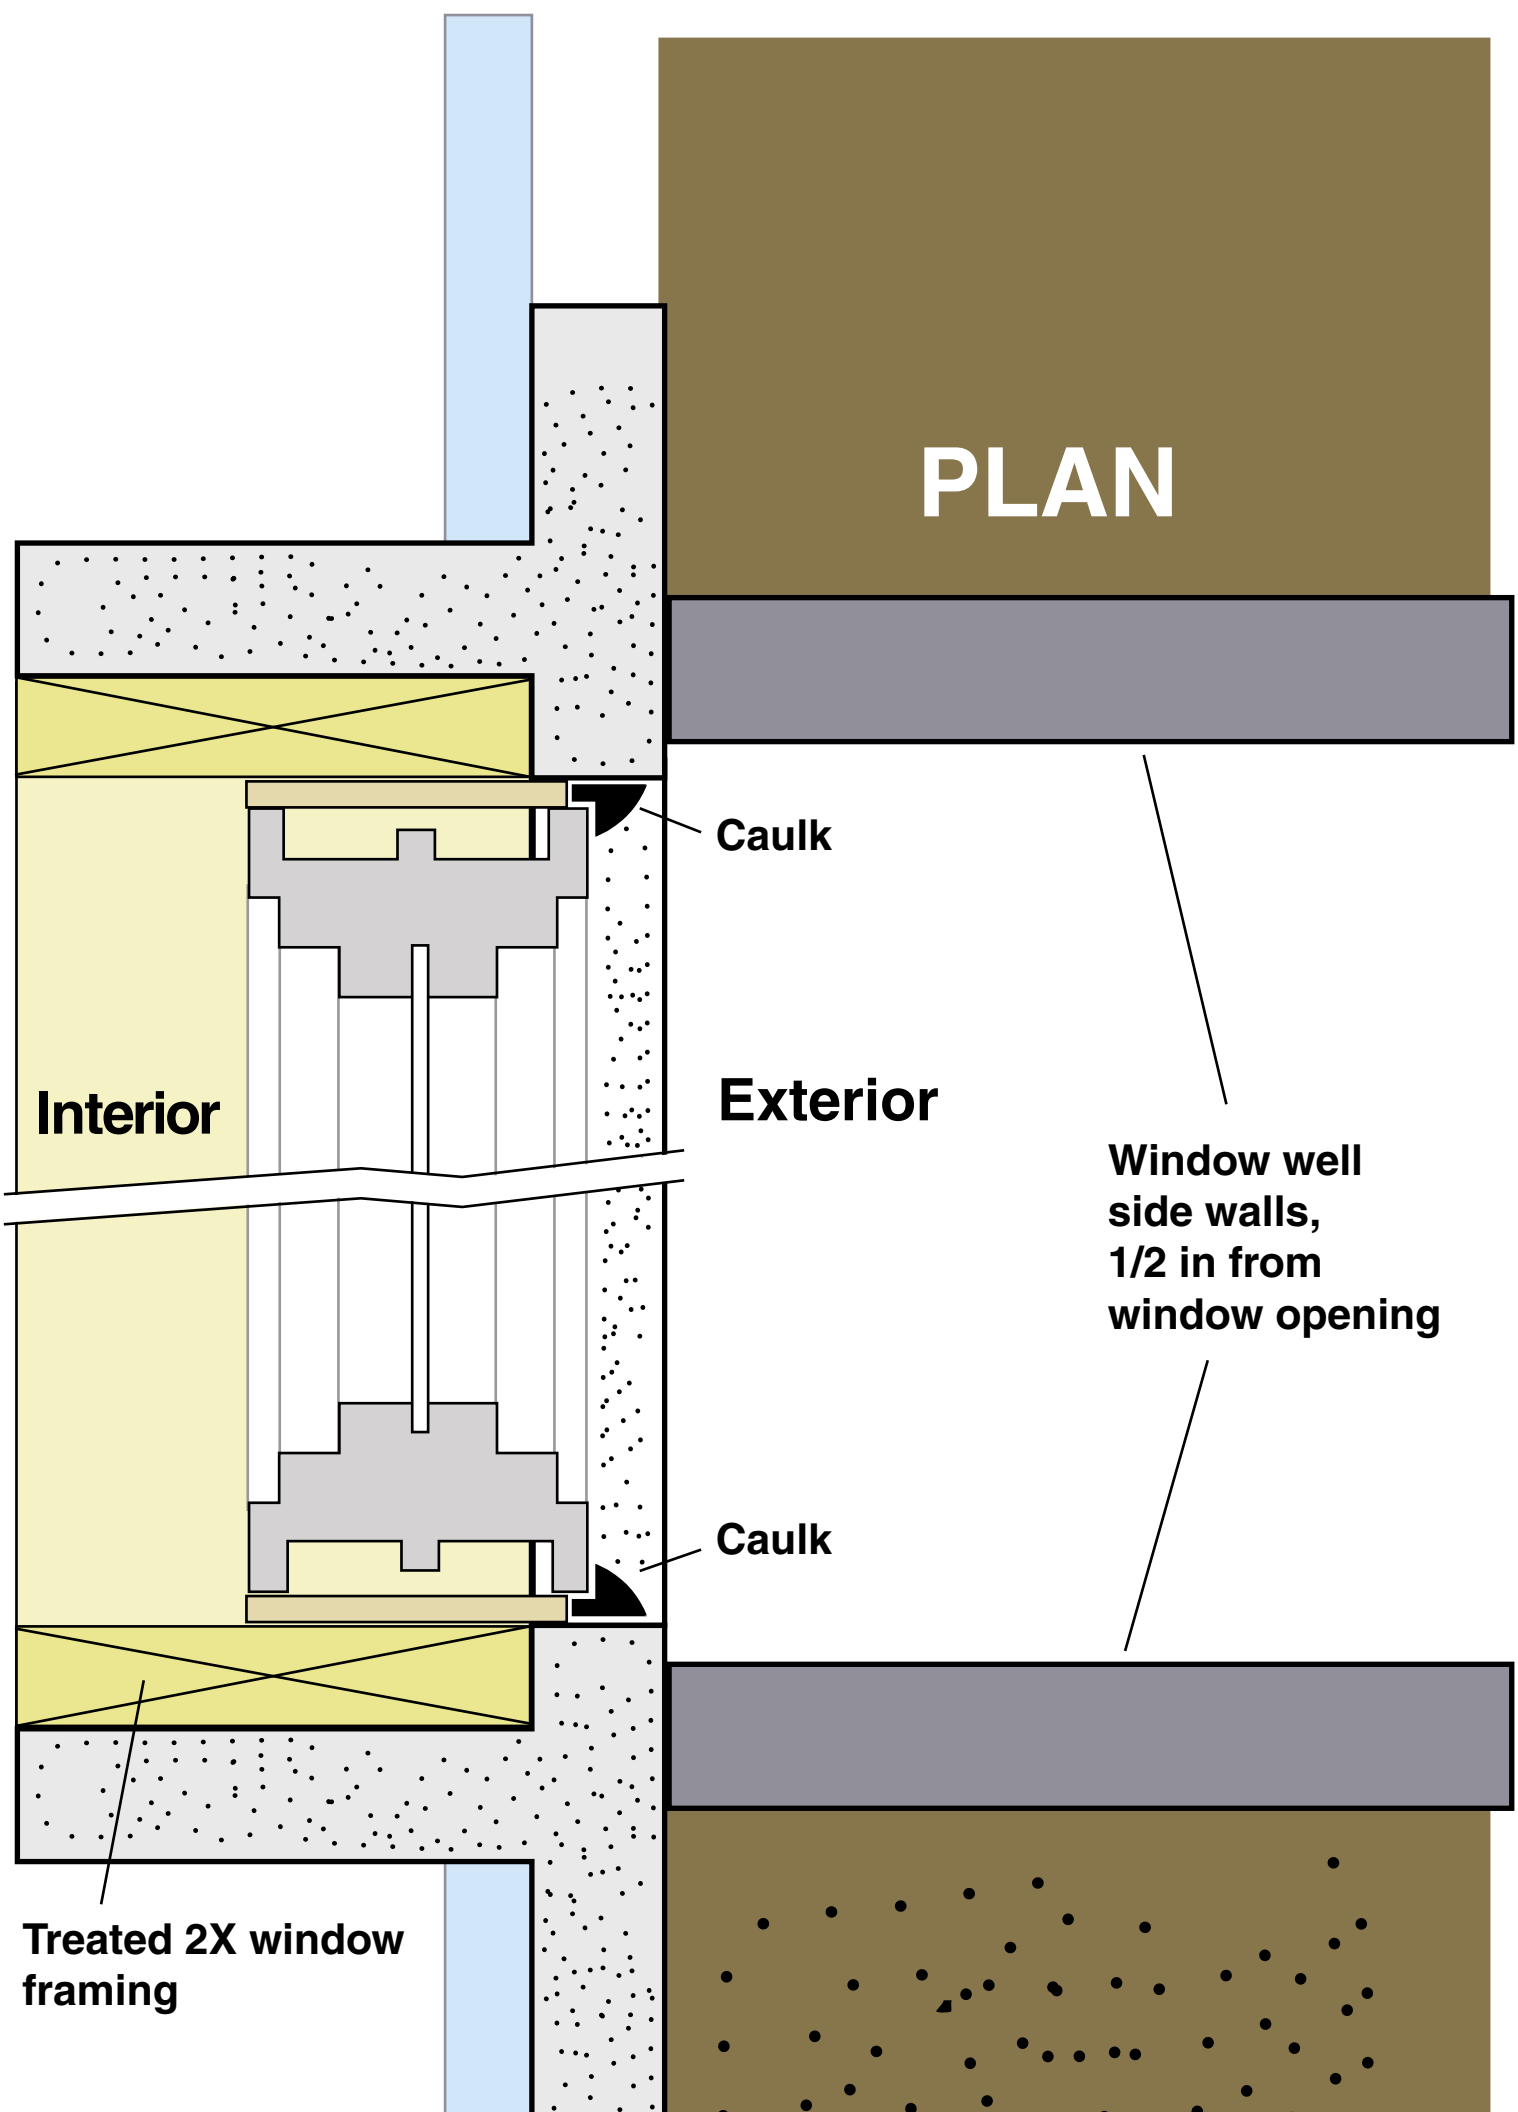 PLAN
Caulk
Interior
Exterior
Window well
side walls,
1/2 in from
window opening
Caulk
Treated 2X window
framing